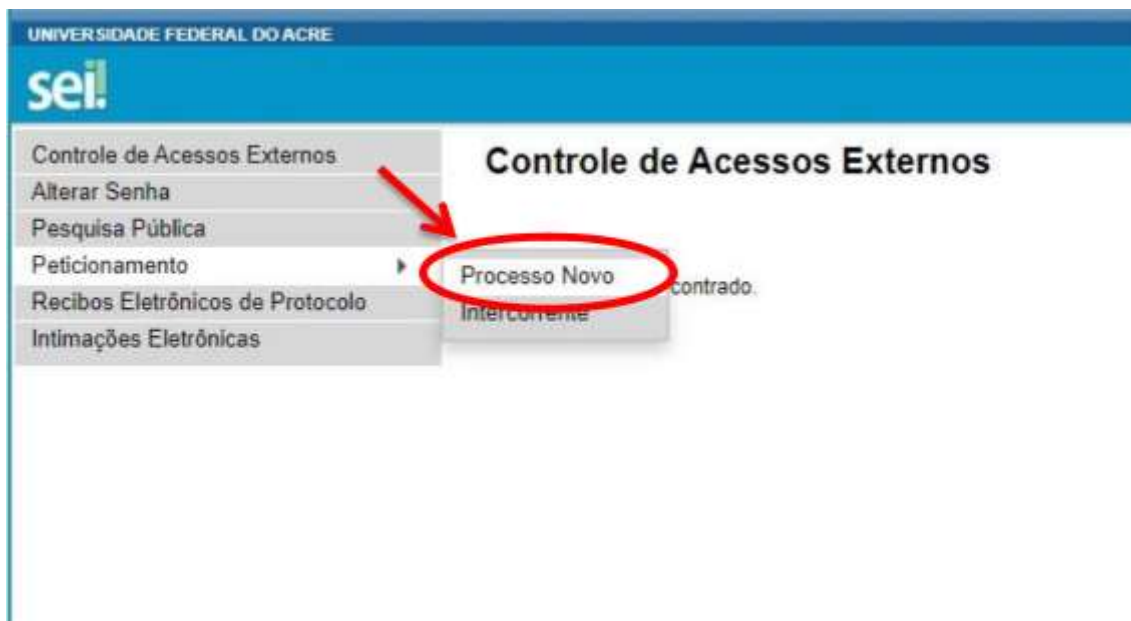 UNIVERSIDADE FEDERAL DO ACRE
sei!
Controle de Acessos Externos
Alterar Senha
Pesquisa Pública
Peticionamento
Recibos Eletrônicos de Protocolo
Intimações Eletrônicas
Controle de Acessos Externos
Processo Novo
Intercorrente
contrado.